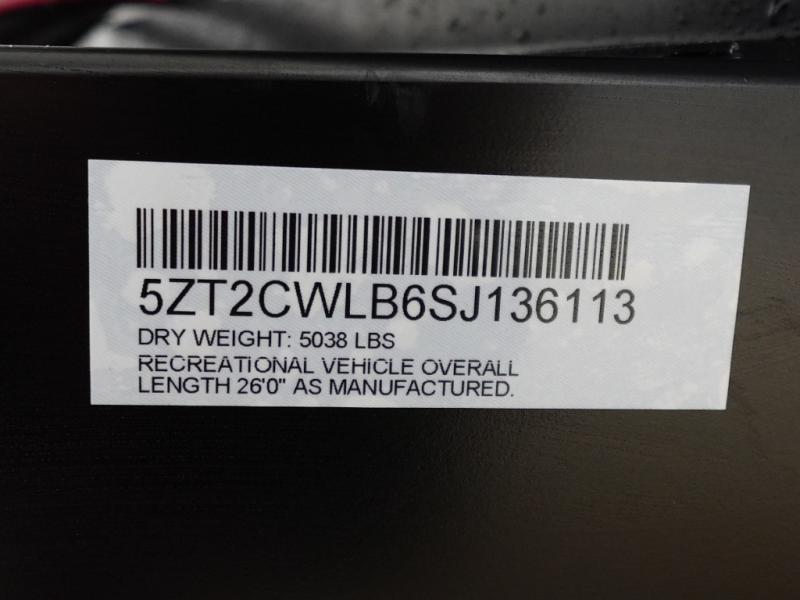 5ZT2CWLB6SJ136113
DRY WEIGHT: 5038 LBS
RECREATIONAL VEHICLE OVERALL
LENGTH 26'0" AS MANUFACTURED.